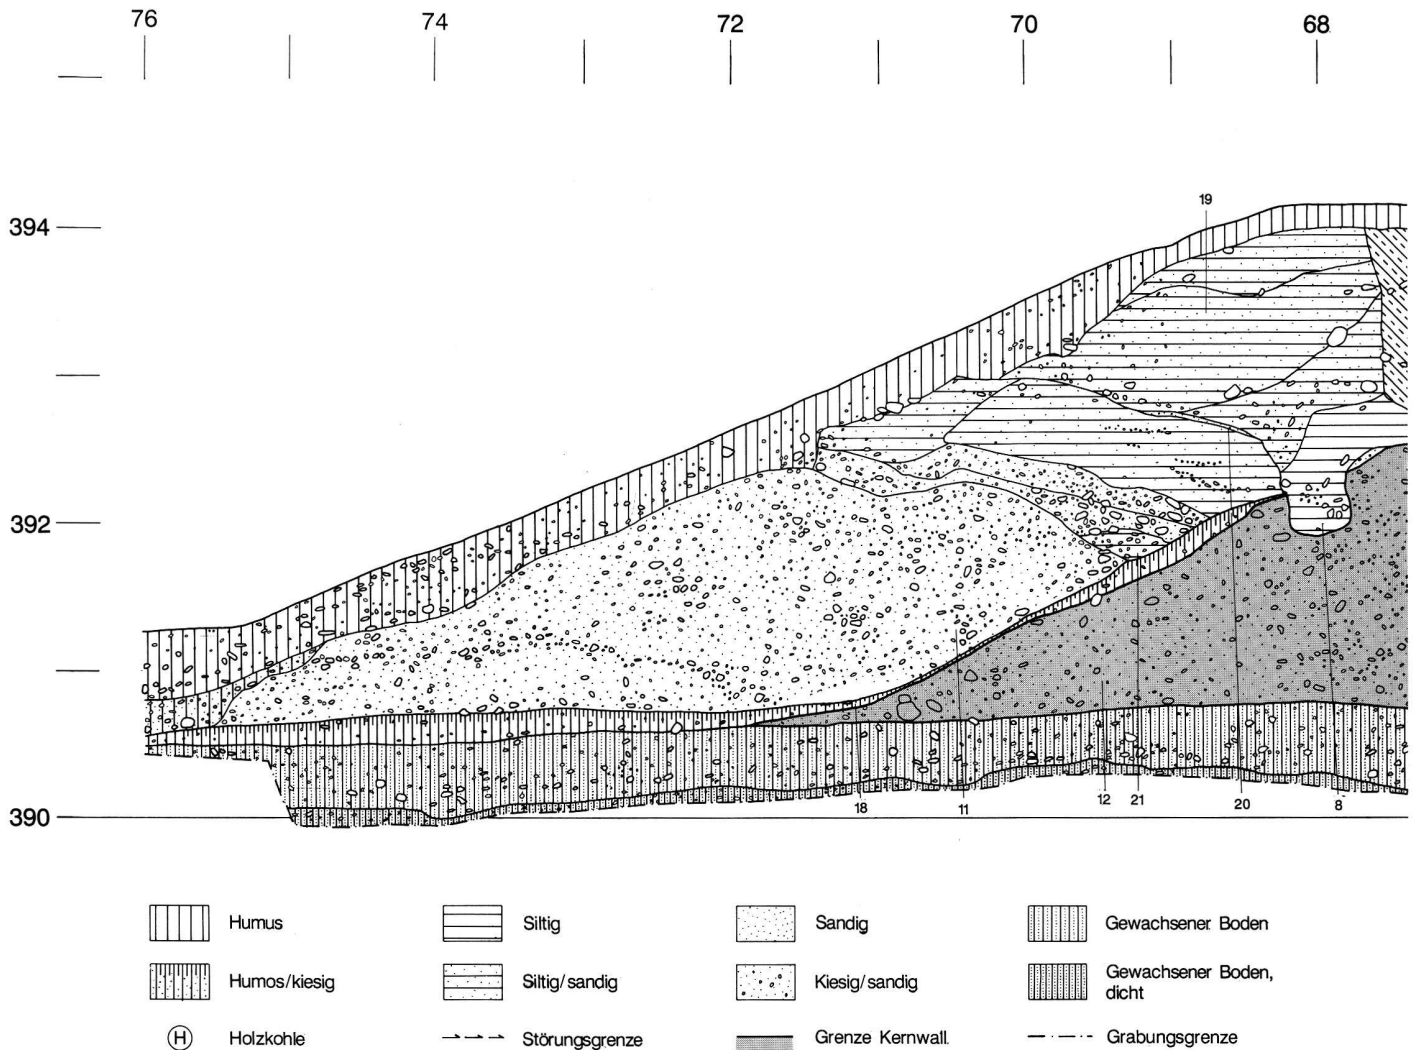 76 74 72 70 68
19
394
392
390
18 11 12 21 20 8
Humus Siltig Sandig Gewachsener Boden
Humos/kiesig Siltig/sandig Kiesig/sandig Gewachsener Boden,
dicht
H Holzkohle Störungsgrenze Grenze Kernwall Grabungsgrenze